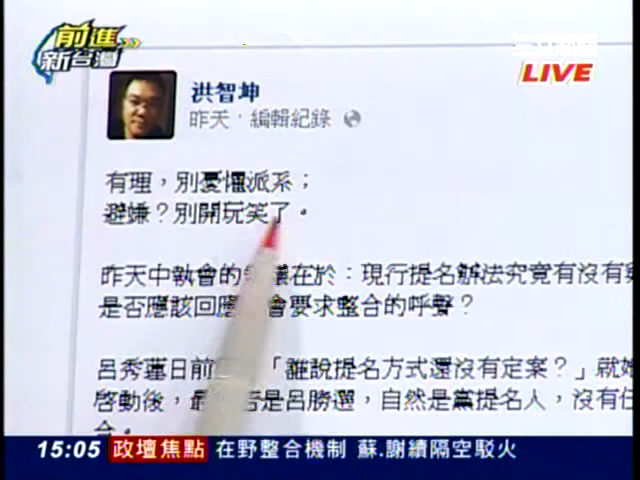 前進
新台灣
LIVE
洪智坤
昨天．編輯紀錄
有理，別憂懼派系；
避嫌？別開玩笑了。
昨天中執會的 議在於：現行提名辦法究竟有沒有
是否應該回應 會要求整合的呼聲？
呂秀蓮日前 「誰說提名方式還沒有定案？」就
啓動後，最 是呂勝選，自然是黨提名人，沒有任
合。
15:05 政壇焦點 在野整合機制 蘇.謝續隔空駁火